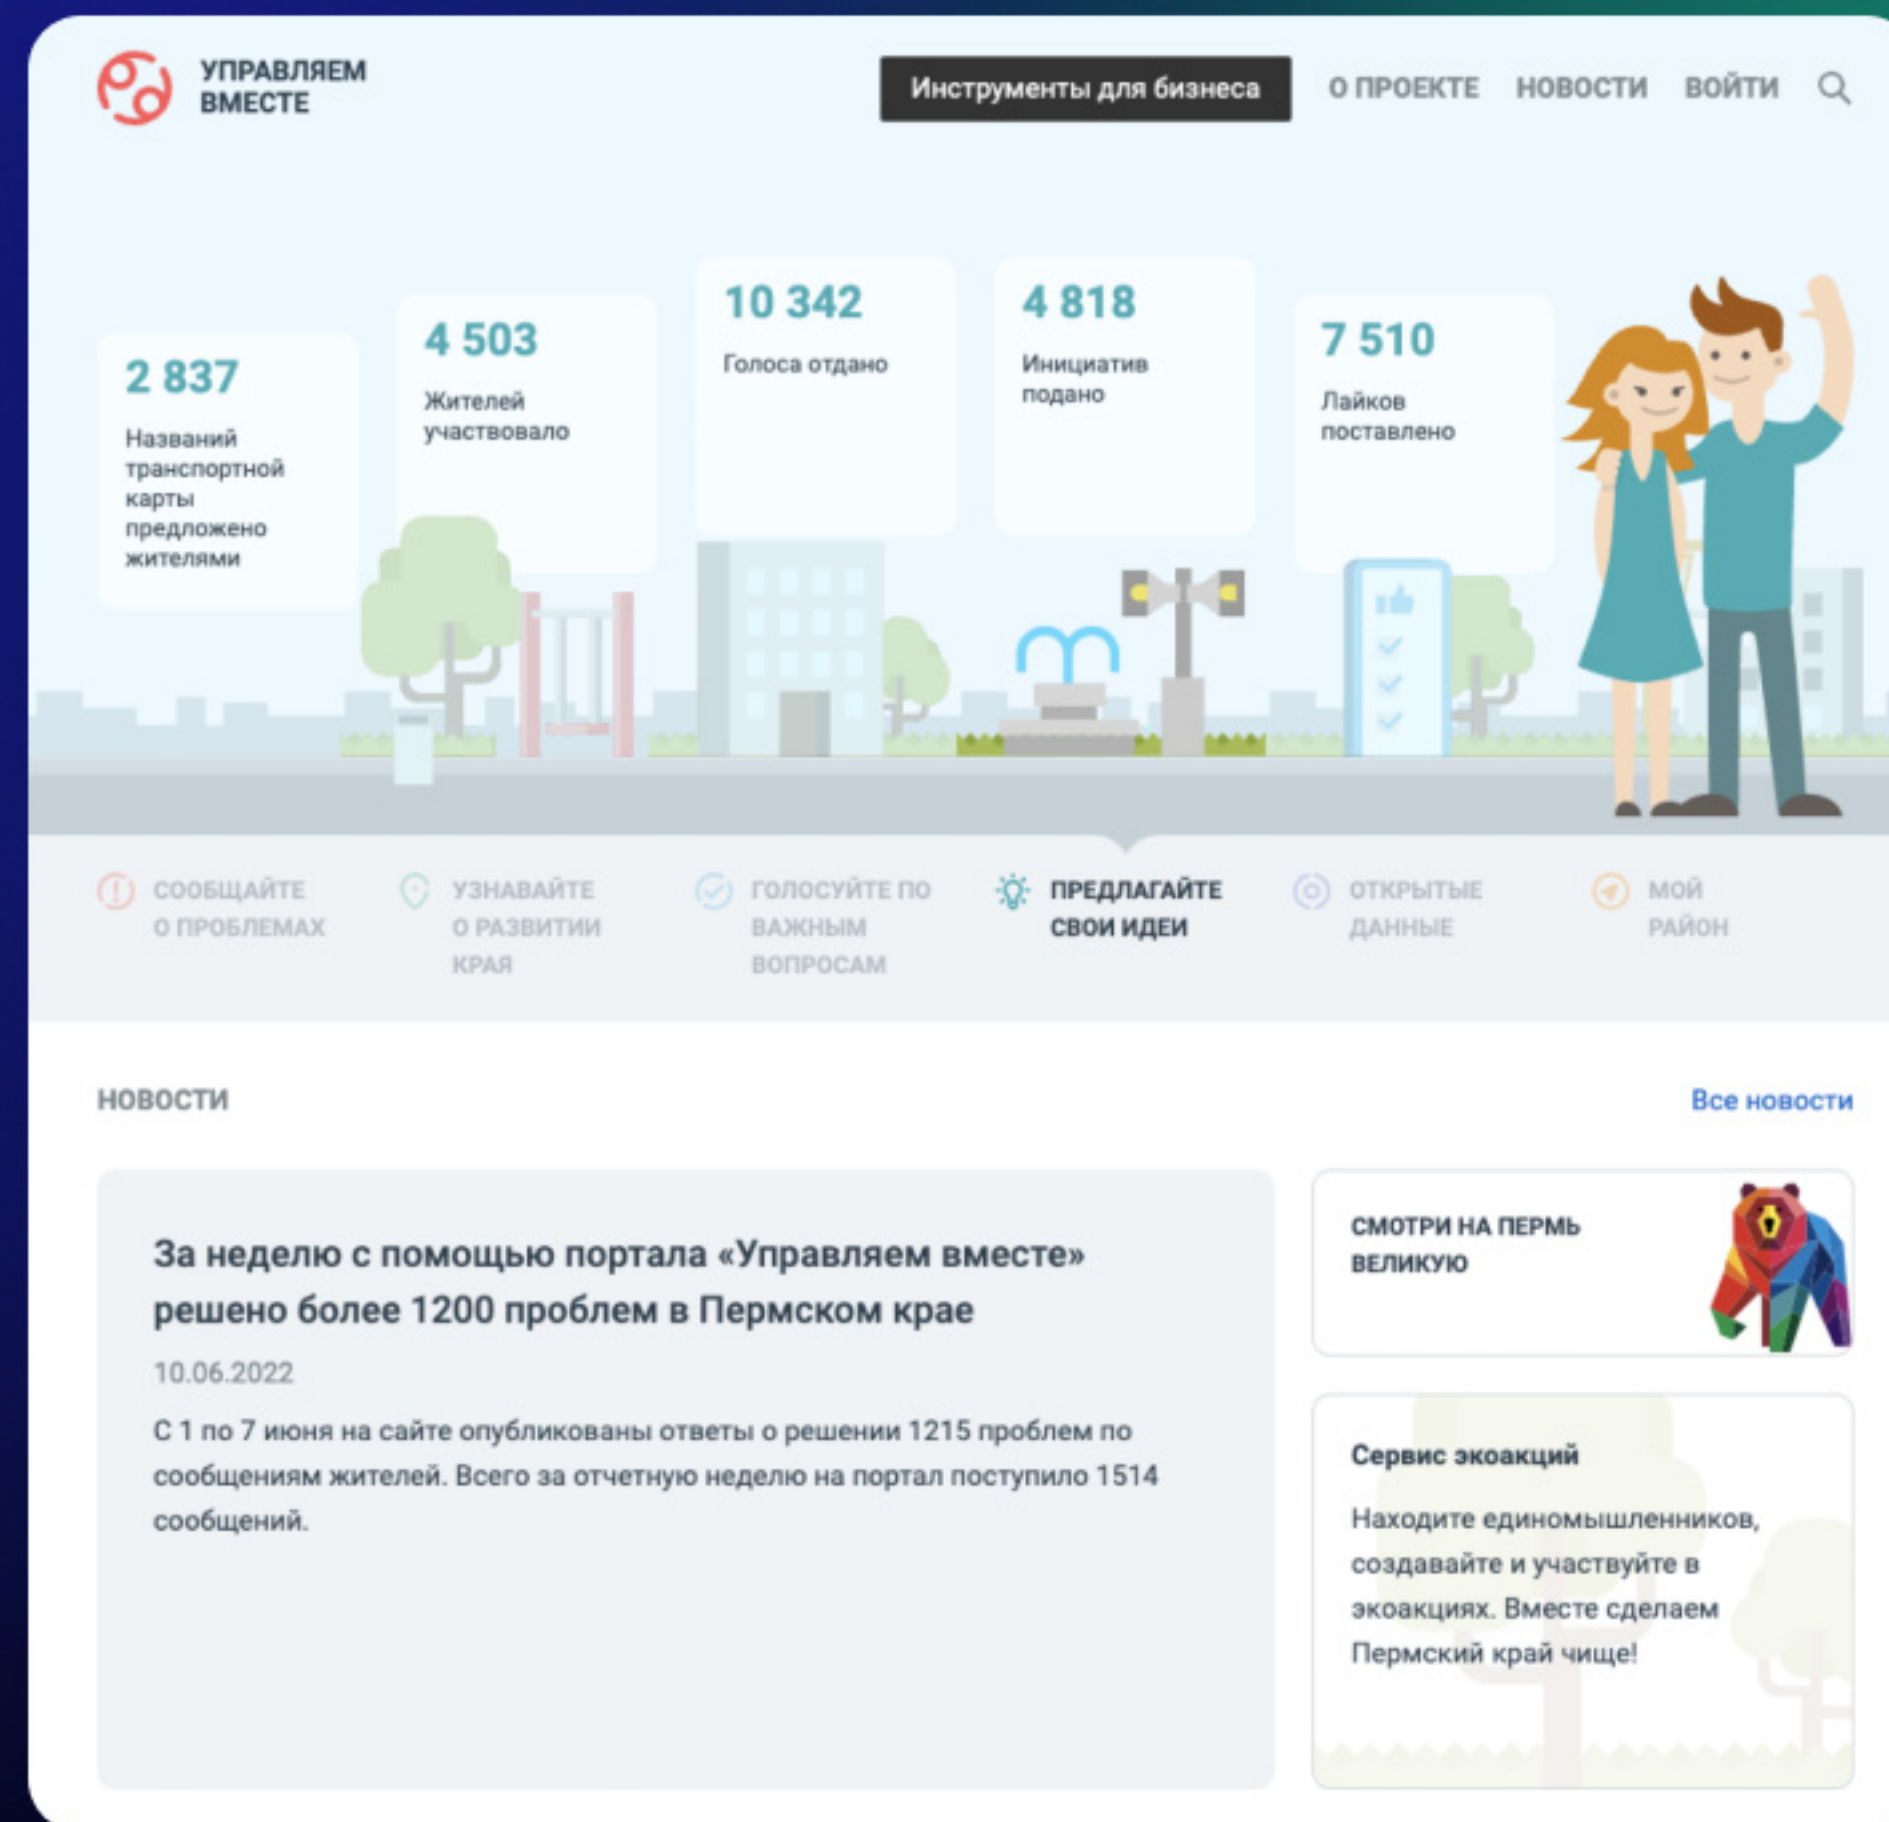 УПРАВЛЯЕМ
ВМЕСТЕ
Инструменты для бизнеса
О ПРОЕКТЕ
НОВОСТИ
ВОЙТИ
2 837
Названий
транспортной
карты
предложено
жителями
4 503
Жителей
участвовало
10 342
Голоса отдано
4 818
Инициатив
подано
7 510
Лайков
поставлено
СООБЩАЙТЕ
О ПРОБЛЕМАХ
УЗНАВАЙТЕ
О РАЗВИТИИ
КРАЯ
ГОЛОСУЙТЕ ПО
ВАЖНЫМ
ВОПРОСАМ
ПРЕДЛАГАЙТЕ
СВОИ ИДЕИ
ОТКРЫТЫЕ
ДАННЫЕ
МОЙ
РАЙОН
НОВОСТИ
Все новости
За неделю с помощью портала «Управляем вместе»
решено более 1200 проблем в Пермском крае
10.06.2022
С 1 по 7 июня на сайте опубликованы ответы о решении 1215 проблем по
сообщениям жителей. Всего за отчетную неделю на портал поступило 1514
сообщений.
СМОТРИ НА ПЕРМЬ
ВЕЛИКУЮ
Сервис экоакций
Находите единомышленников,
создавайте и участвуйте в
экоакциях. Вместе сделаем
Пермский край чище!